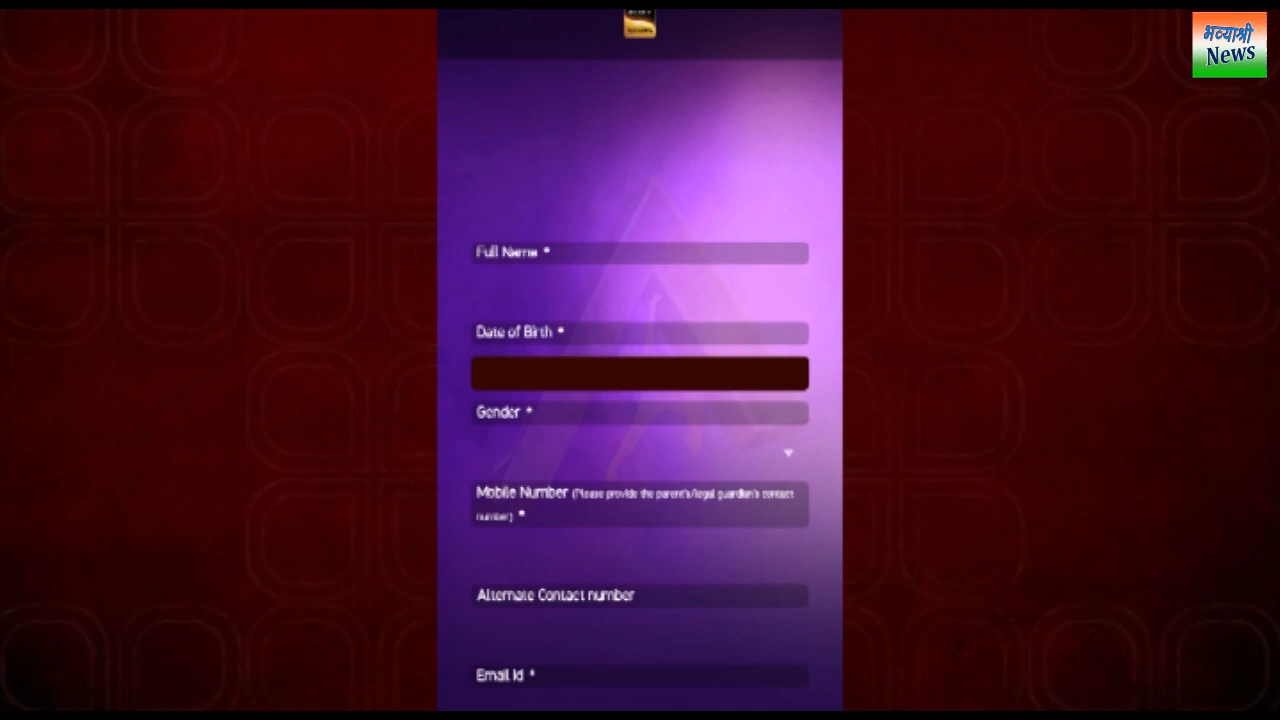 भव्याश्री
News
Full Name *
Date of Birth *
Gender *
Mobile Number (Please provide the parent's/legal guardian's contact
number) *
Alternate Contact number
Email Id *